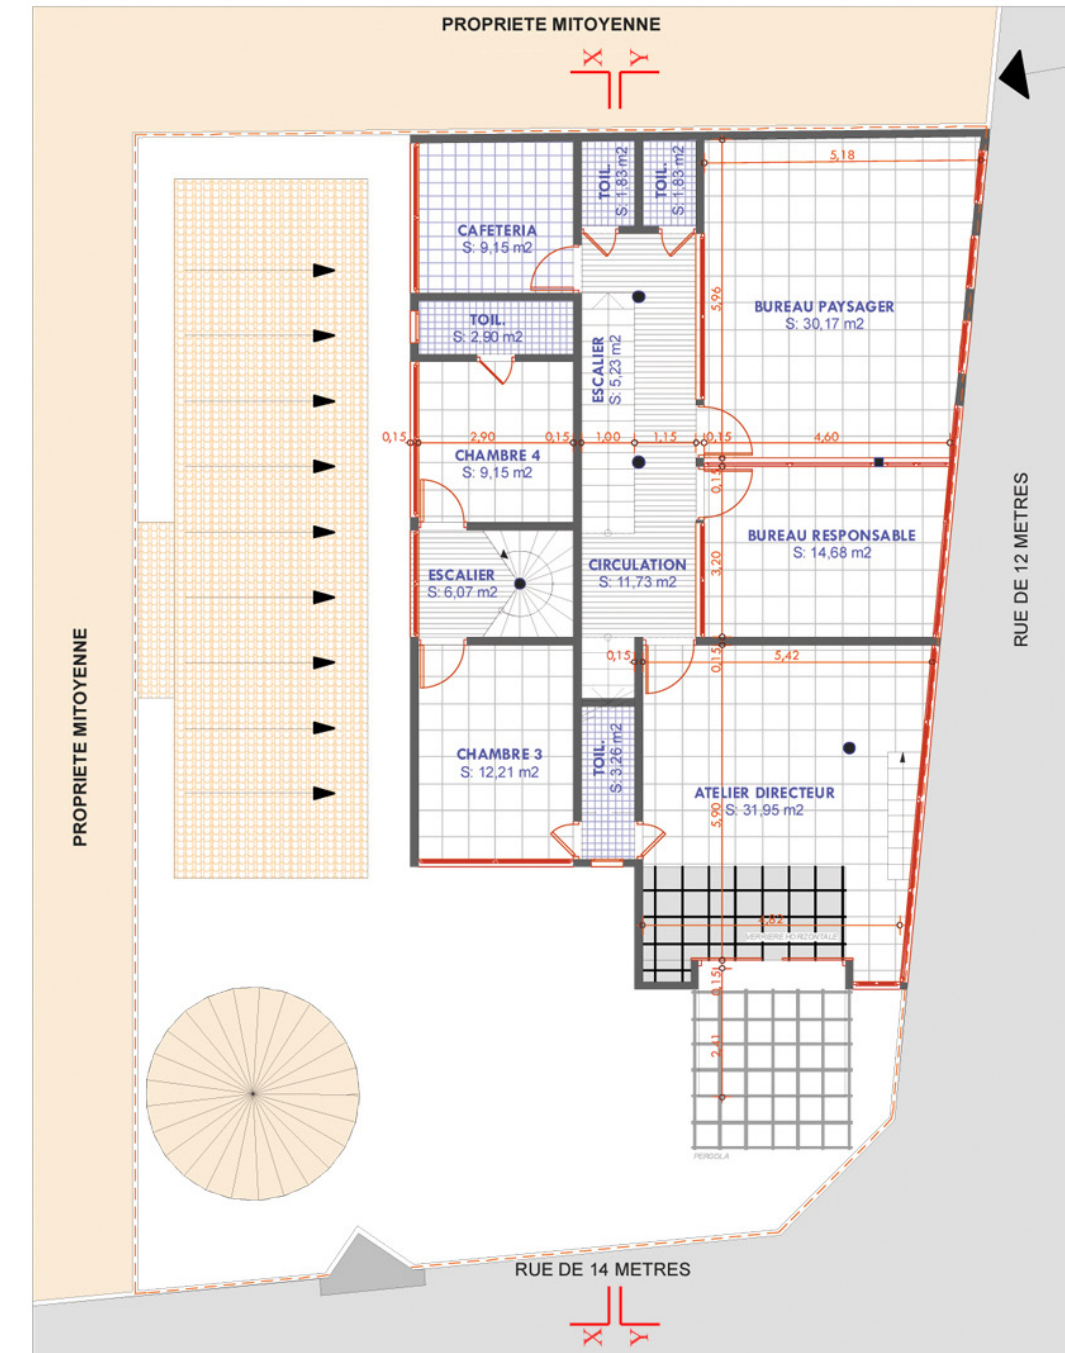 PROPRIETE MITOYENNE
X
Y
5,18
TOIL.
S: 1,83 m2
TOIL.
S: 1,83 m2
CAFETERIA
S: 9,15 m2
5,96
BUREAU PAYSAGER
S: 30,17 m2
TOIL.
S: 2,90 m2
ESCALIER
S: 5,23 m2
0,15
2,90
0,15
1,00
1,15
0,15
4,60
CHAMBRE 4
S: 9,15 m2
0,15
BUREAU RESPONSABLE
S: 14,68 m2
RUE DE 12 METRES
ESCALIER
S: 6,07 m2
CIRCULATION
S: 11,73 m2
3,20
0,15
0,15
5,42
PROPRIETE MITOYENNE
CHAMBRE 3
S: 12,21 m2
TOIL.
S: 3,26 m2
ATELIER DIRECTEUR
S: 31,95 m2
5,90
4,82
VERRIERE HORIZONTALE
0,15
2,41
PERGOLA
RUE DE 14 METRES
X
Y